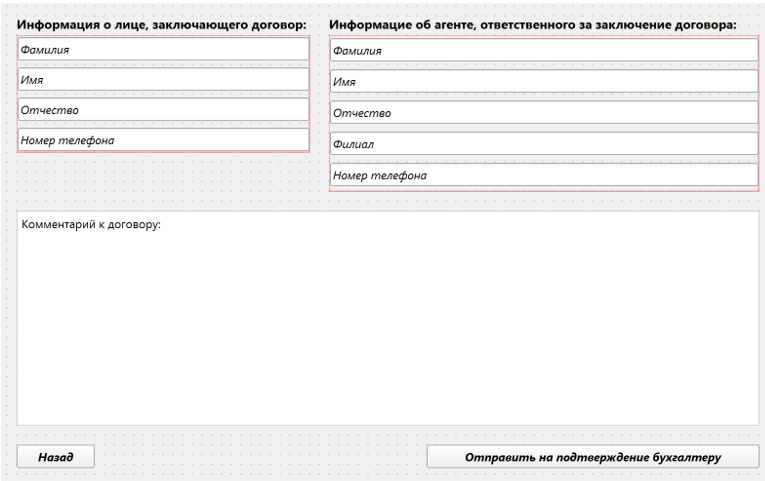 Информация о лице, заключающего договор:
Фамилия
Имя
Отчество
Номер телефона
Информацие об агенте, ответственного за заключение договора:
Фамилия
Имя
Отчество
Филиал
Номер телефона
Комментарий к договору:
Назад
Отправить на подтверждение бухгалтеру